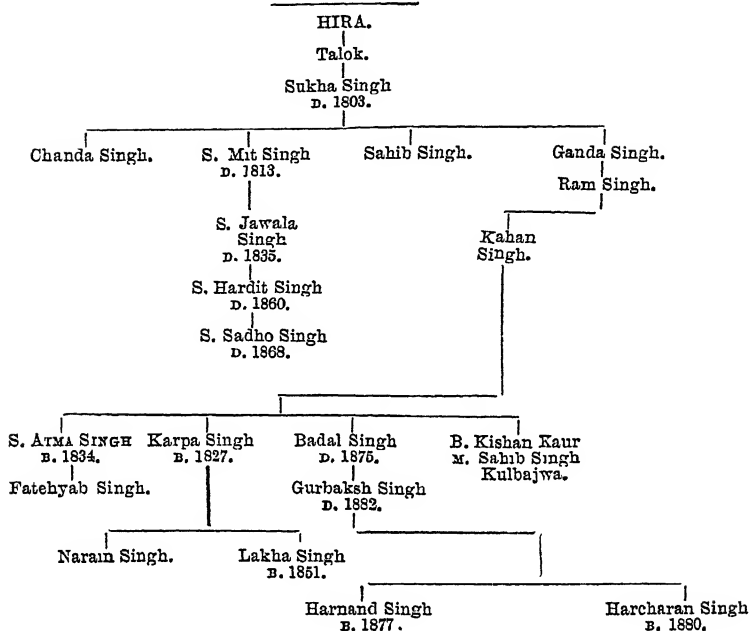 HIRA.
Talok.
Sukha Singh
D. 1803.
Chanda Singh. S. Mit Singh Sahib Singh. Ganda Singh.
D. 1813. Ram Singh.
S. Jawala
Singh
D. 1835.
Kahan
Singh.
S. Hardit Singh
D. 1860.
S. Sadho Singh
D. 1868.
S. ATMA SINGH Karpa Singh Badal Singh B. Kishan Kaur
B. 1834. B. 1827. D. 1875. M. Sahib Singh
Kulbajwa.
Fatehyab Singh. Gurbaksh Singh
D. 1882.
Narain Singh. Lakha Singh
B. 1851.
Harnand Singh Harcharan Singh
B. 1877. B. 1880.